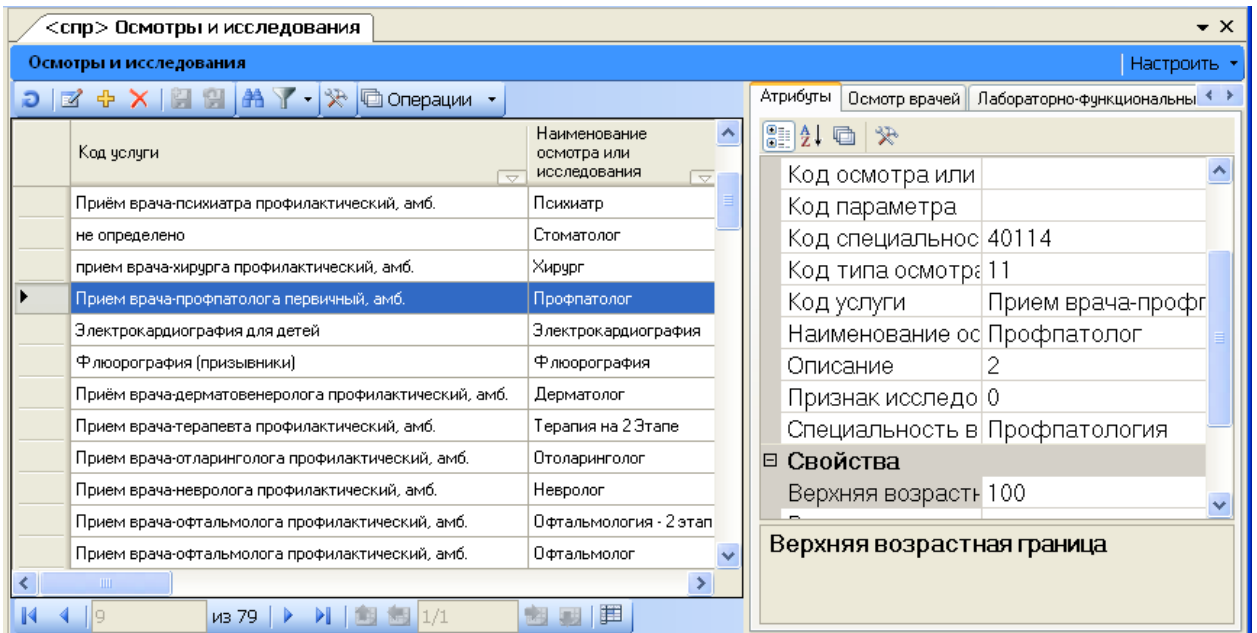 <спр> Осмотры и исследования
Осмотры и исследования
Настроить
Операции
Код услуги
Наименование
осмотра или
исследования
Приём врача-психиатра профилактический, амб. Психиатр
не определено Стоматолог
прием врача-хирурга профилактический, амб. Хирург
Прием врача-профпатолога первичный, амб. Профпатолог
Электрокардиография для детей Электрокардиография
Флюорография (призывники) Флюорография
Приём врача-дерматовенеролога профилактический, амб. Дерматолог
Прием врача-терапевта профилактический, амб. Терапия на 2 Этапе
Прием врача-отларинголога профилактический, амб. Отоларинголог
Прием врача-невролога профилактический, амб. Невролог
Прием врача-офтальмолога профилактический, амб. Офтальмология - 2 этап
Прием врача-офтальмолога профилактический, амб. Офтальмолог
9 из 79 1/1
Атрибуты Осмотр врачей Лабораторно-функциональны
Код осмотра или
Код параметра
Код специальнос 40114
Код типа осмотра 11
Код услуги Прием врача-профп
Наименование ос Профпатолог
Описание 2
Признак исследо 0
Специальность в Профпатология
Свойства
Верхняя возрастн 100
Верхняя возрастная граница